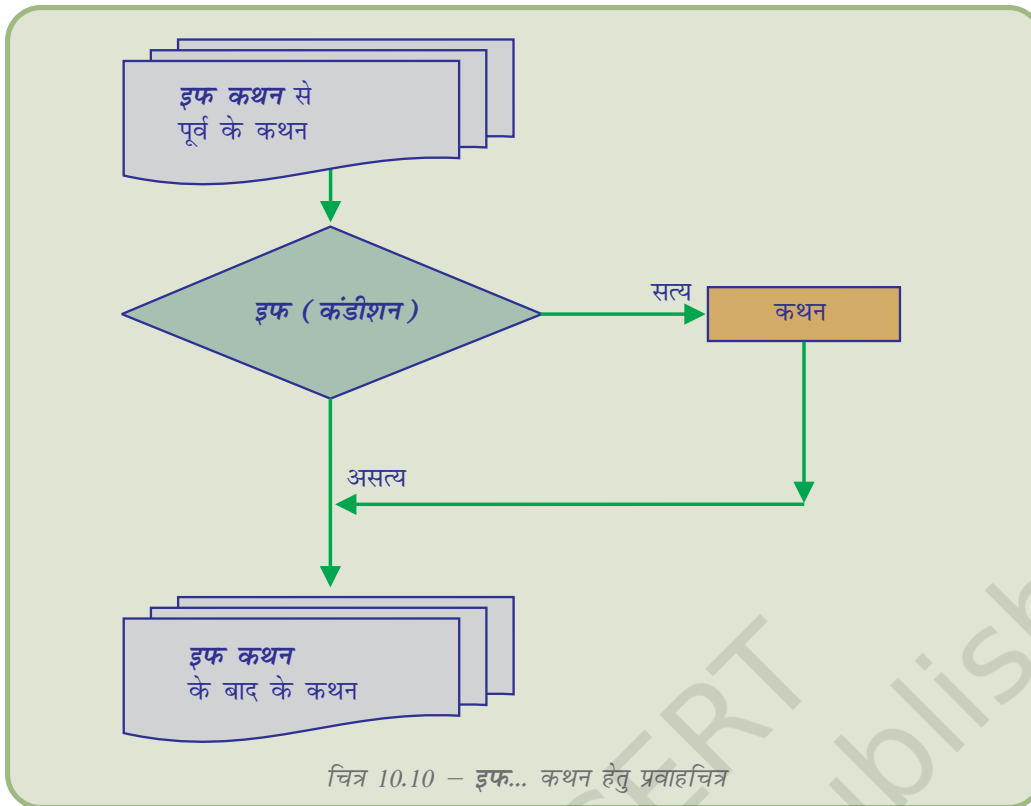 इफ कथन से
पूर्व के कथन
इफ (कंडीशन)
सत्य
कथन
असत्य
इफ कथन
के बाद के कथन
चित्र 10.10 – इफ... कथन हेतु प्रवाहचित्र